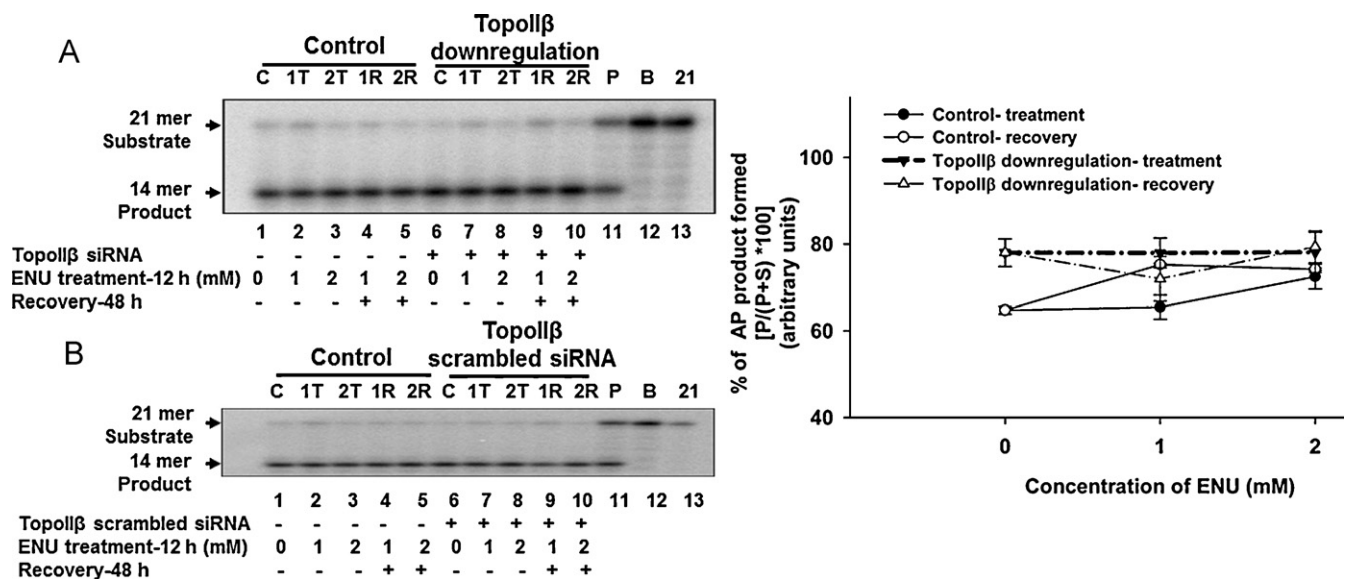 A
Control
TopoIIβ
downregulation
C 1T 2T 1R 2R C 1T 2T 1R 2R P B 21
21 mer
Substrate
14 mer
Product
1 2 3 4 5 6 7 8 9 10 11 12 13
TopoIIβ siRNA - - - - - + + + + +
ENU treatment-12 h (mM) 0 1 2 1 2 0 1 2 1 2
Recovery-48 h - - - + + - - - + +
B
Control
TopoIIβ
scrambled siRNA
C 1T 2T 1R 2R C 1T 2T 1R 2R P B 21
21 mer
Substrate
14 mer
Product
1 2 3 4 5 6 7 8 9 10 11 12 13
TopoIIβ scrambled siRNA - - - - - + + + + +
ENU treatment-12 h (mM) 0 1 2 1 2 0 1 2 1 2
Recovery-48 h - - - + + - - - + +
Control- treatment
Control- recovery
TopoIIβ downregulation- treatment
TopoIIβ downregulation- recovery
% of AP product formed
[P/(P+S) *100]
(arbitrary units)
100
80
60
40
0 1 2
Concentration of ENU (mM)